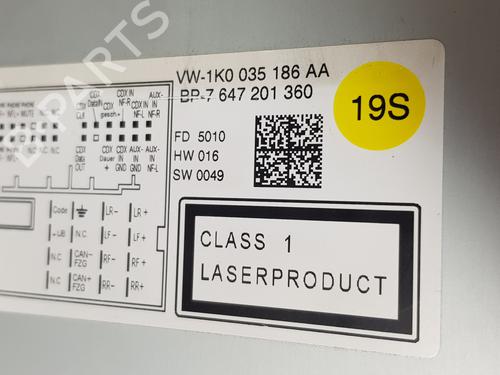 VW-1K0 035 186 AA
BP-7 647 201 360
19S
FD 5010
HW 016
SW 0049
CLASS 1
LASERPRODUCT
CDX CDX CDX IN AUX-
DataIN gesch+ NF-L IN
NF-R
CDX CDX CDX AUX- AUX-
Data Dauer IN IN IN
OUT + GND GND NF-L
Code LR- LR+
-UB N.C LF- LF+
N.C CAN- FZG RF- RF+
N.C CAN+ FZG RR- RR+
PARTS